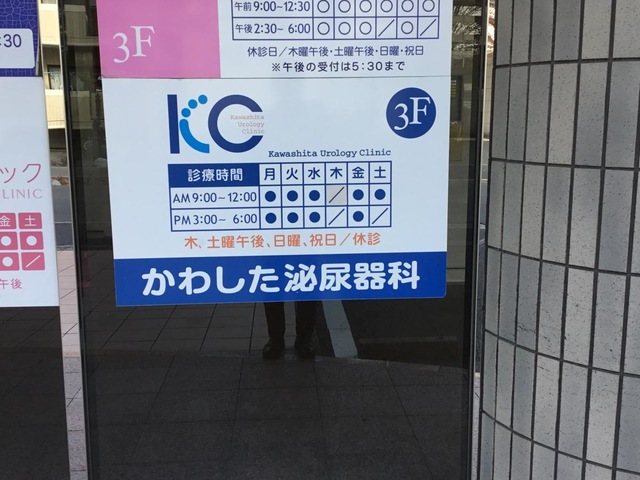 :30
ック
CLINIC
金 土
● ●
● ／
午後
午前 9:00~12:30 ○ ○ ○ ○ ○ ○
午後 2:30~ 6:00 ○ ○ ○ ／ ○ ／
休診日／木曜午後・土曜午後・日曜・祝日
※午後の受付は5:30まで
3F
KC
Kawashita
Urology
Clinic
3F
Kawashita Urology Clinic
診療時間 月 火 水 木 金 土
AM 9:00~12:00 ● ● ● ／ ● ●
PM 3:00~ 6:00 ● ● ● ／ ● ／
木、土曜午後、日曜、祝日／休診
かわした泌尿器科